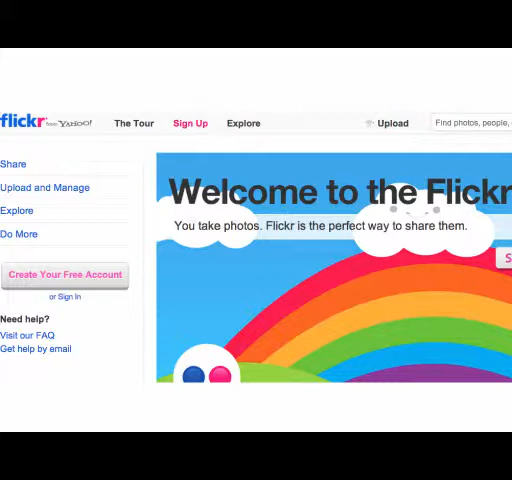 flickr from YAHOO!
The Tour
Sign Up
Explore
Upload
Find photos, people,
Share
Upload and Manage
Explore
Do More
Create Your Free Account
or Sign In
Need help?
Visit our FAQ
Get help by email
Welcome to the Flickr
You take photos. Flickr is the perfect way to share them.
S